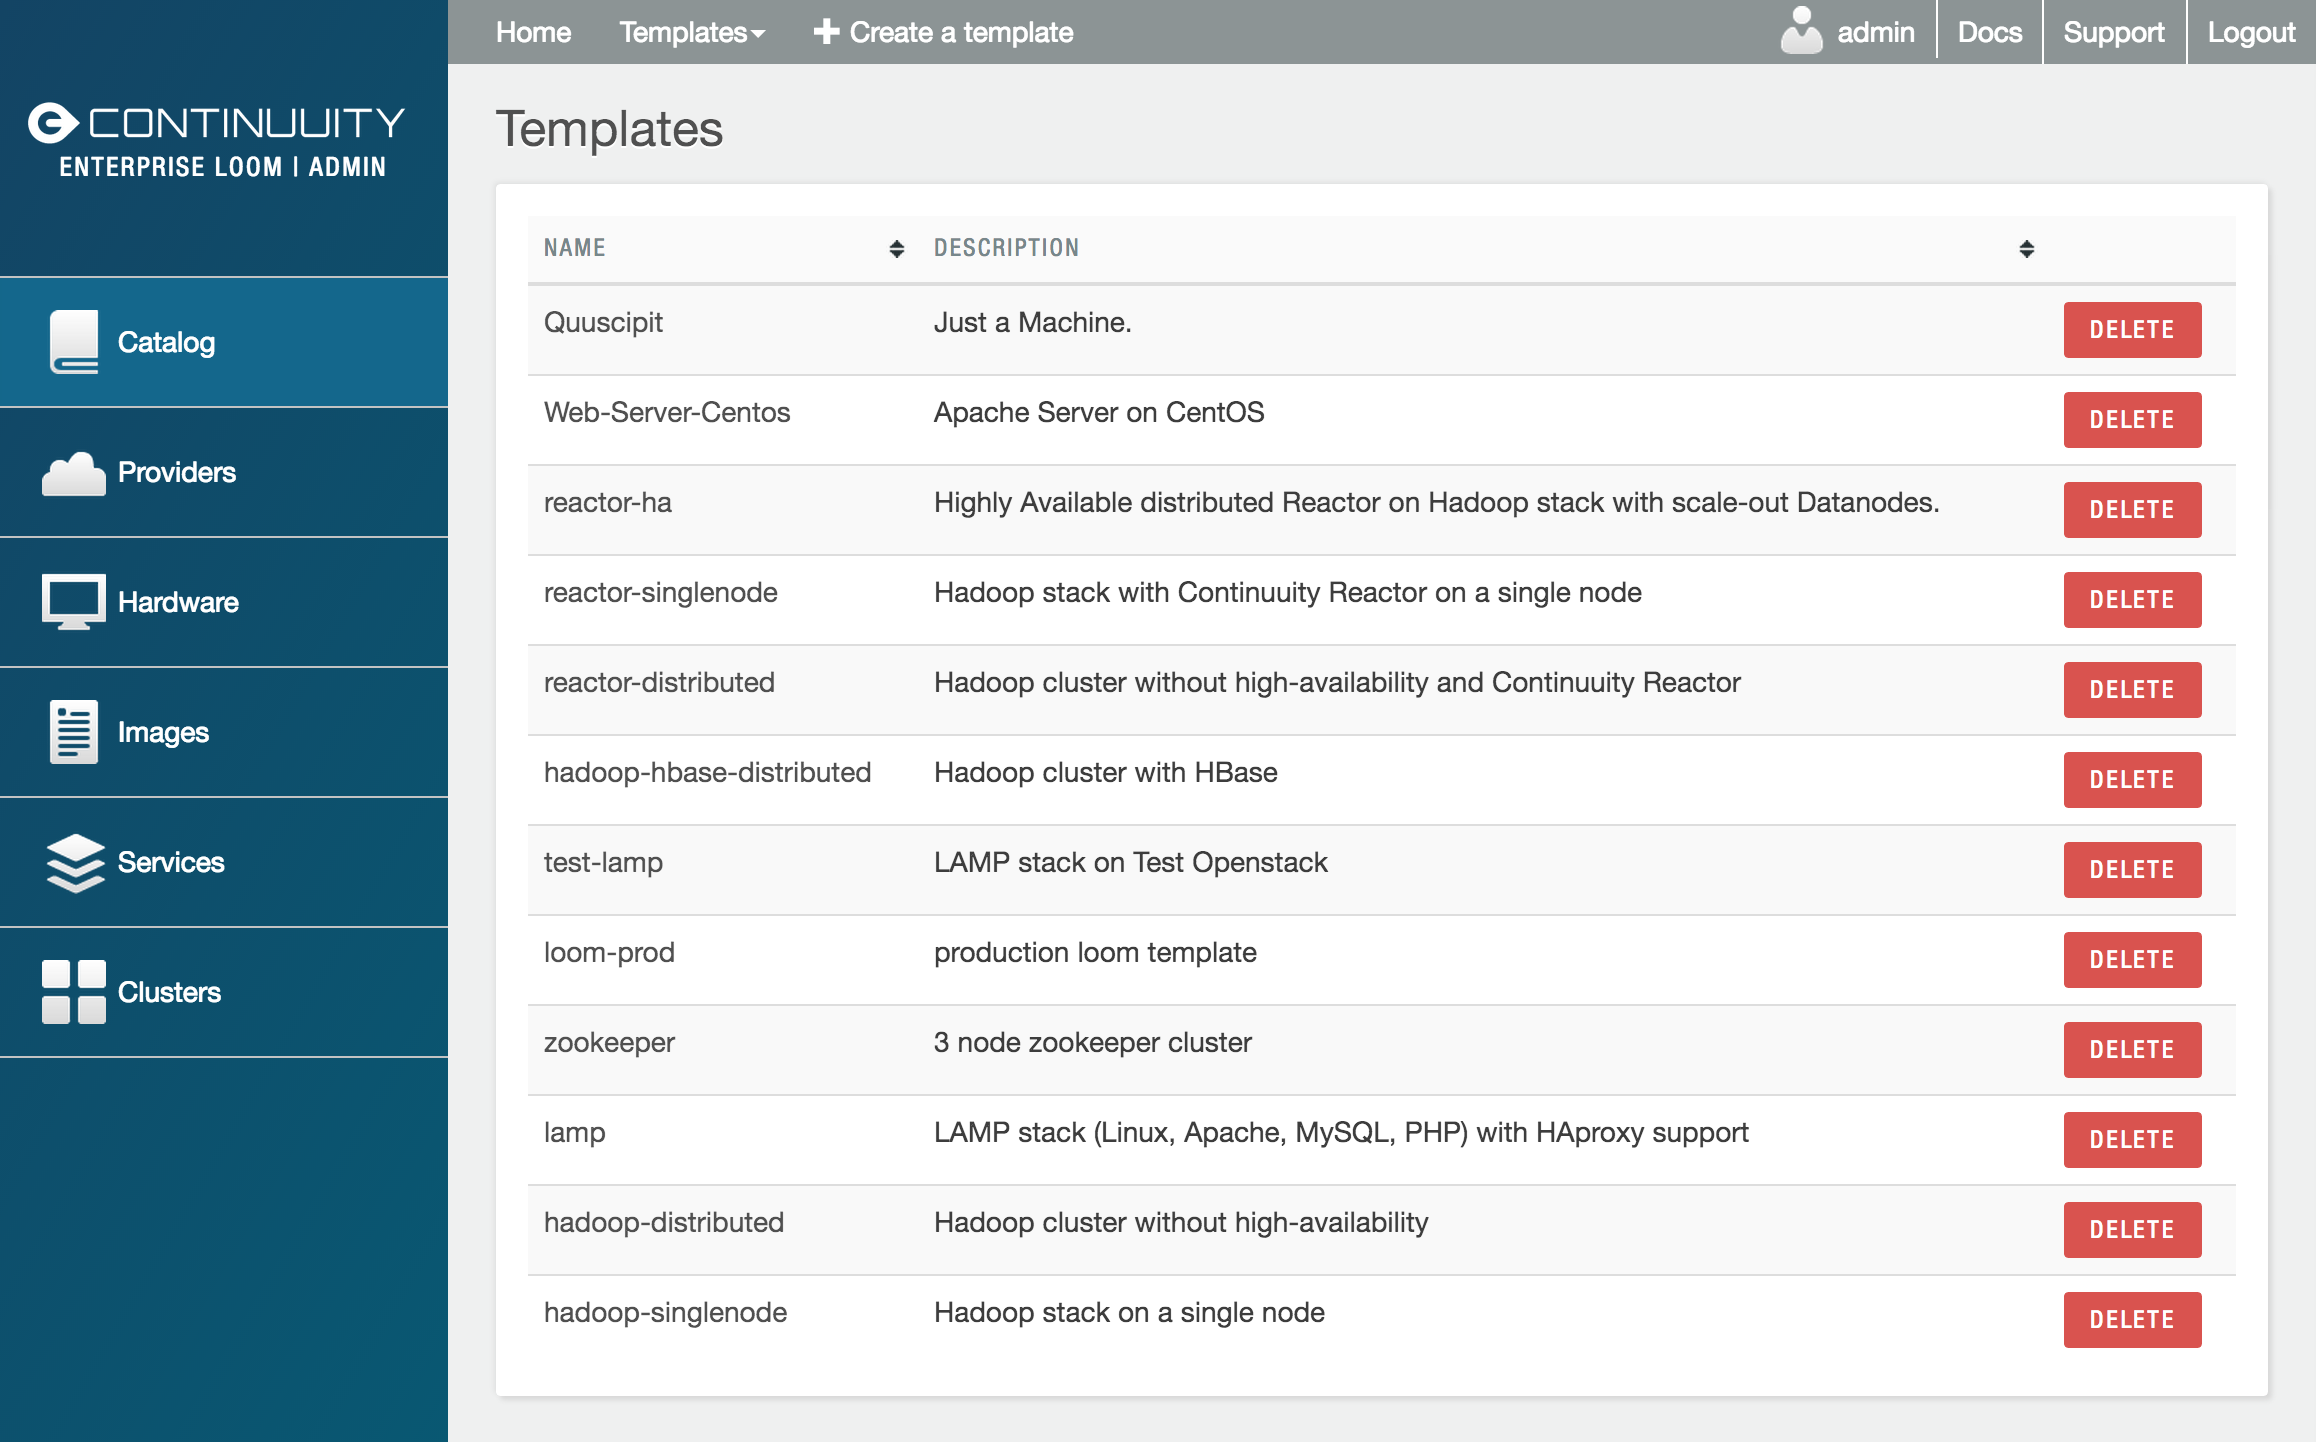 Home Templates Create a template admin Docs Support Logout
CONTINUUITY
ENTERPRISE LOOM | ADMIN
Catalog
Providers
Hardware
Images
Services
Clusters
Templates
NAME DESCRIPTION
Quuscipit Just a Machine. DELETE
Web-Server-Centos Apache Server on CentOS DELETE
reactor-ha Highly Available distributed Reactor on Hadoop stack with scale-out Datanodes. DELETE
reactor-singlenode Hadoop stack with Continuuity Reactor on a single node DELETE
reactor-distributed Hadoop cluster without high-availability and Continuuity Reactor DELETE
hadoop-hbase-distributed Hadoop cluster with HBase DELETE
test-lamp LAMP stack on Test Openstack DELETE
loom-prod production loom template DELETE
zookeeper 3 node zookeeper cluster DELETE
lamp LAMP stack (Linux, Apache, MySQL, PHP) with HAproxy support DELETE
hadoop-distributed Hadoop cluster without high-availability DELETE
hadoop-singlenode Hadoop stack on a single node DELETE